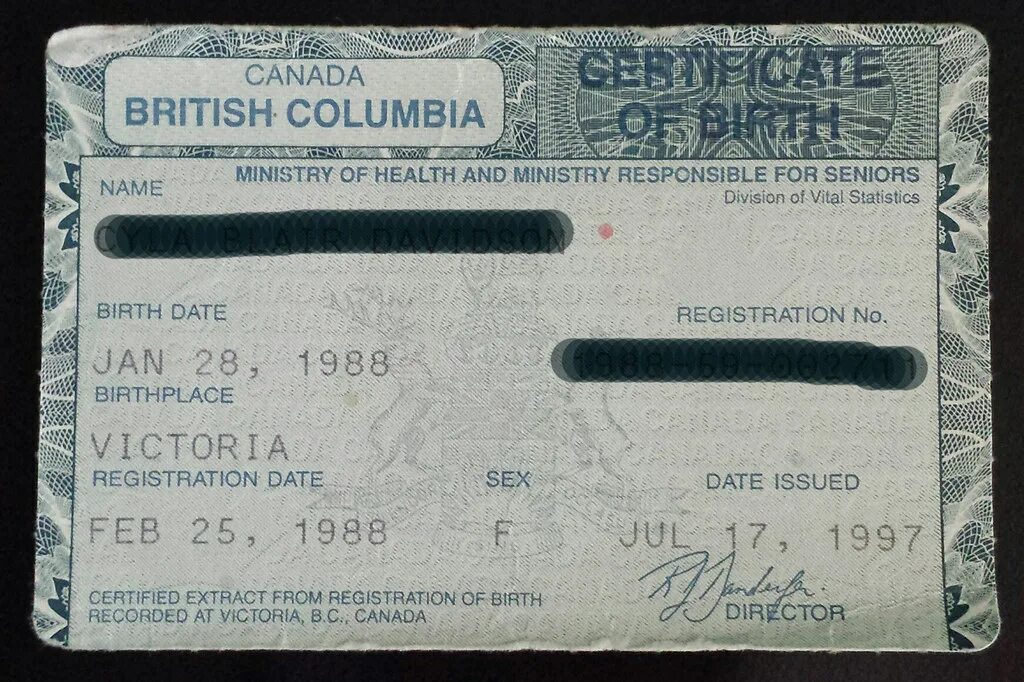 CANADA
BRITISH COLUMBIA
CERTIFICATE
OF BIRTH
MINISTRY OF HEALTH AND MINISTRY RESPONSIBLE FOR SENIORS
Division of Vital Statistics
NAME
BIRTH DATE
REGISTRATION No.
JAN 28, 1988
BIRTHPLACE
VICTORIA
REGISTRATION DATE SEX DATE ISSUED
FEB 25, 1988 F JUL 17, 1997
CERTIFIED EXTRACT FROM REGISTRATION OF BIRTH
RECORDED AT VICTORIA, B.C., CANADA
DIRECTOR